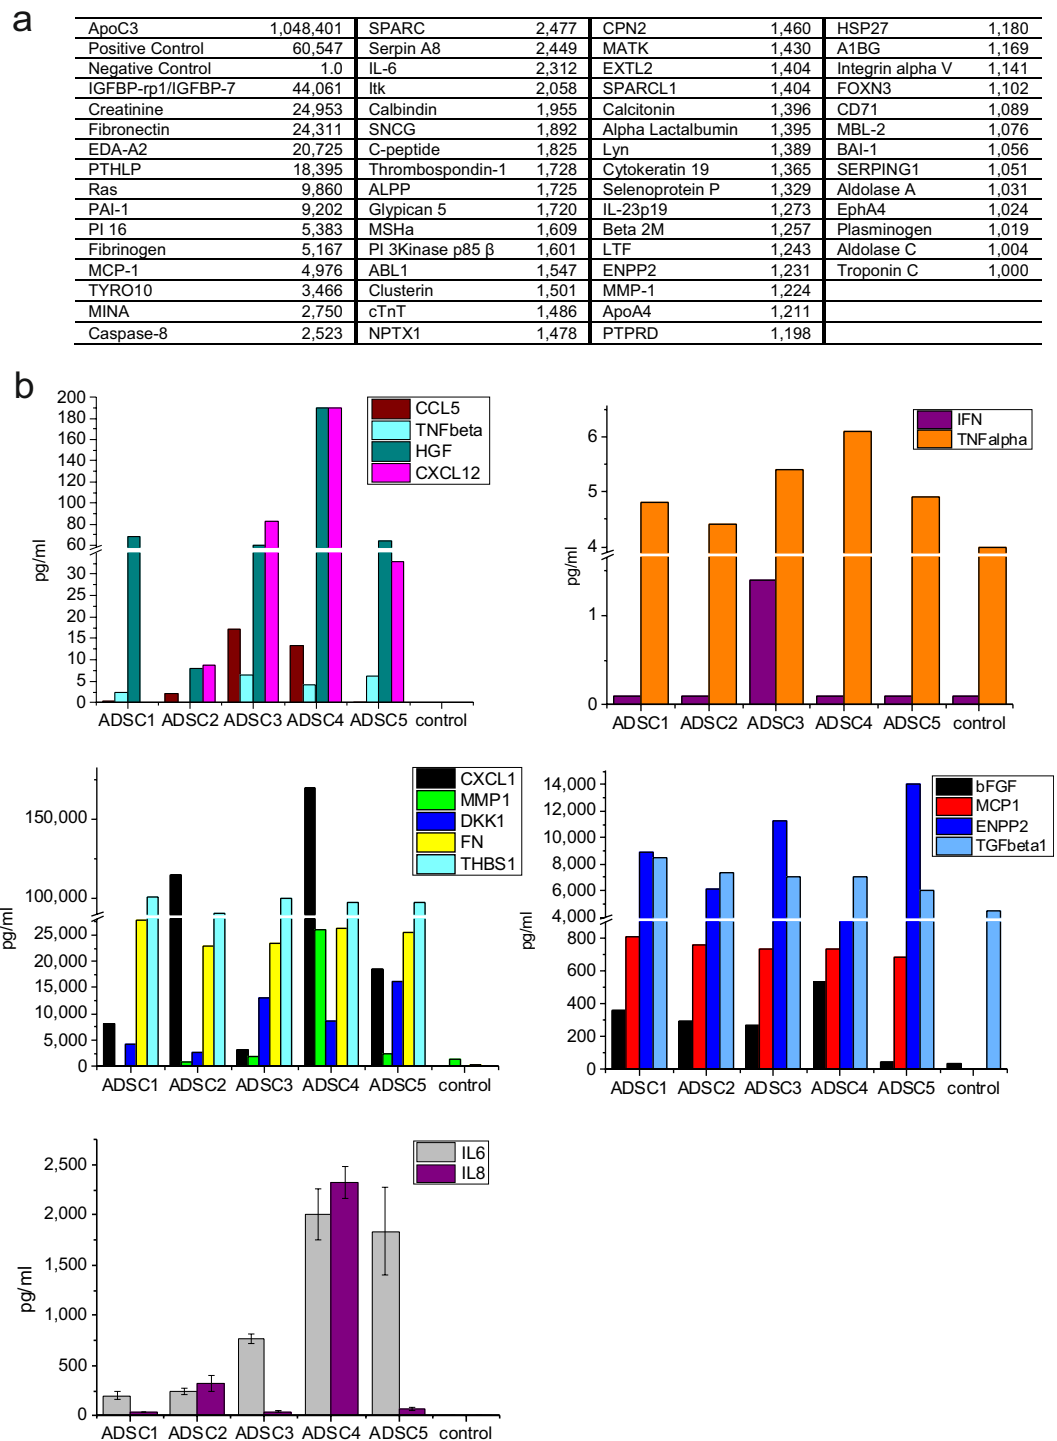 a
ApoC3 1,048,401 SPARC 2,477 CPN2 1,460 HSP27 1,180
Positive Control 60,547 Serpin A8 2,449 MATK 1,430 A1BG 1,169
Negative Control 1.0 IL-6 2,312 EXTL2 1,404 Integrin alpha V 1,141
IGFBP-rp1/IGFBP-7 44,061 Itk 2,058 SPARCL1 1,404 FOXN3 1,102
Creatinine 24,953 Calbindin 1,955 Calcitonin 1,396 CD71 1,089
Fibronectin 24,311 SNCG 1,892 Alpha Lactalbumin 1,395 MBL-2 1,076
EDA-A2 20,725 C-peptide 1,825 Lyn 1,389 BAI-1 1,056
PTHLP 18,395 Thrombospondin-1 1,728 Cytokeratin 19 1,365 SERPING1 1,051
Ras 9,860 ALPP 1,725 Selenoprotein P 1,329 Aldolase A 1,031
PAI-1 9,202 Glypican 5 1,720 IL-23p19 1,273 EphA4 1,024
PI 16 5,383 MSHa 1,609 Beta 2M 1,257 Plasminogen 1,019
Fibrinogen 5,167 PI 3Kinase p85 β 1,601 LTF 1,243 Aldolase C 1,004
MCP-1 4,976 ABL1 1,547 ENPP2 1,231 Troponin C 1,000
TYRO10 3,466 Clusterin 1,501 MMP-1 1,224
MINA 2,750 cTnT 1,486 ApoA4 1,211
Caspase-8 2,523 NPTX1 1,478 PTPRD 1,198
b
200
180
160
140
120
100
80
60
30
25
20
15
10
5
0
pg/ml
CCL5
TNFbeta
HGF
CXCL12
ADSC1 ADSC2 ADSC3 ADSC4 ADSC5 control
6
5
4
1
0
pg/ml
IFN
TNFalpha
ADSC1 ADSC2 ADSC3 ADSC4 ADSC5 control
150,000
100,000
25,000
20,000
15,000
10,000
5,000
0
pg/ml
CXCL1
MMP1
DKK1
FN
THBS1
ADSC1 ADSC2 ADSC3 ADSC4 ADSC5 control
14,000
12,000
10,000
8,000
6,000
4,000
800
600
400
200
0
pg/ml
bFGF
MCP1
ENPP2
TGFbeta1
ADSC1 ADSC2 ADSC3 ADSC4 ADSC5 control
2,500
2,000
1,500
1,000
500
0
pg/ml
IL6
IL8
ADSC1 ADSC2 ADSC3 ADSC4 ADSC5 control